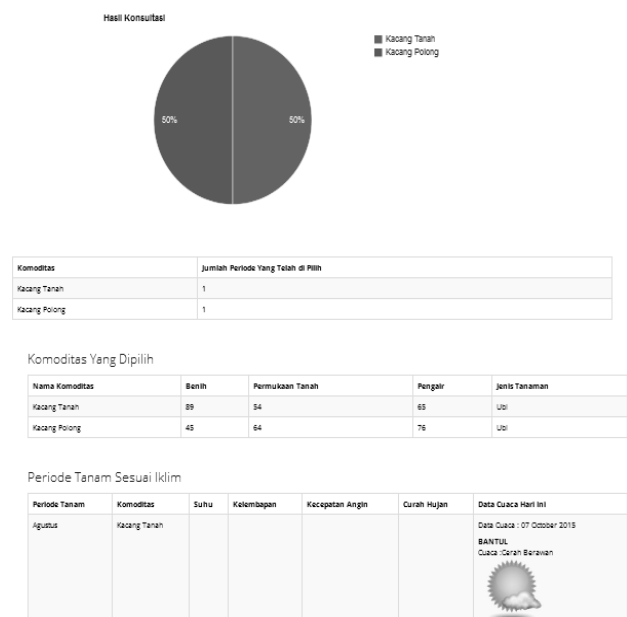 Hasil Konsultasi
Kacang Tanah
Kacang Polong
50% 50%
Komoditas Jumlah Periode Yang Telah di Pilih
Kacang Tanah 1
Kacang Polong 1
Komoditas Yang Dipilih
Nama Komoditas Benih Permukaan Tanah Pengair Jenis Tanaman
Kacang Tanah 89 54 65 Ubi
Kacang Polong 45 64 76 Ubi
Periode Tanam Sesuai Iklim
Periode Tanam Komoditas Suhu Kelembapan Kecepatan Angin Curah Hujan Data Cuaca Hari Ini
Agustus Kacang Tanah Data Cuaca : 07 October 2015
BANTUL
Cuaca :Cerah Berawan